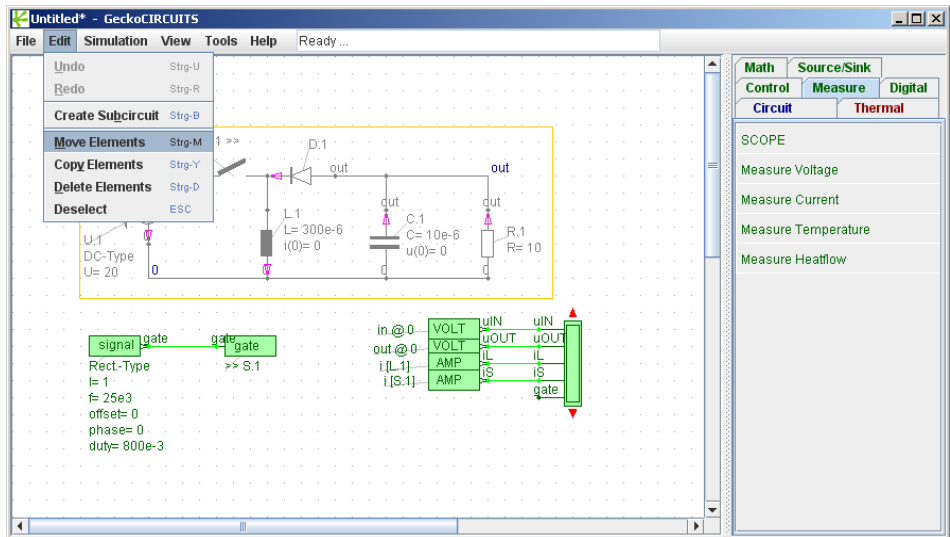 Untitled* - GeckoCIRCUITS
File Edit Simulation View Tools Help Ready ...
Undo Strg-U
Redo Strg-R
Create Subcircuit Strg-B
Move Elements Strg-M
Copy Elements Strg-Y
Delete Elements Strg-D
Deselect ESC
Math Source/Sink
Control Measure Digital
Circuit Thermal
SCOPE
Measure Voltage
Measure Current
Measure Temperature
Measure Heatflow
1 >>
D.1
out
out
out
out
L.1
L= 300e-6
i(0)= 0
C.1
C= 10e-6
u(0)= 0
R.1
R= 10
U.1
DC-Type
U= 20
0
0
0
0
0
0
signal
gate
gate
gate
Rect.-Type
>> S.1
l= 1
f= 25e3
offset= 0
phase= 0
duty= 800e-3
in @ 0 VOLT uIN uIN
out @ 0 VOLT uOUT uOUT
i.[L.1] AMP iL iL
i.[S.1] AMP iS iS
gate